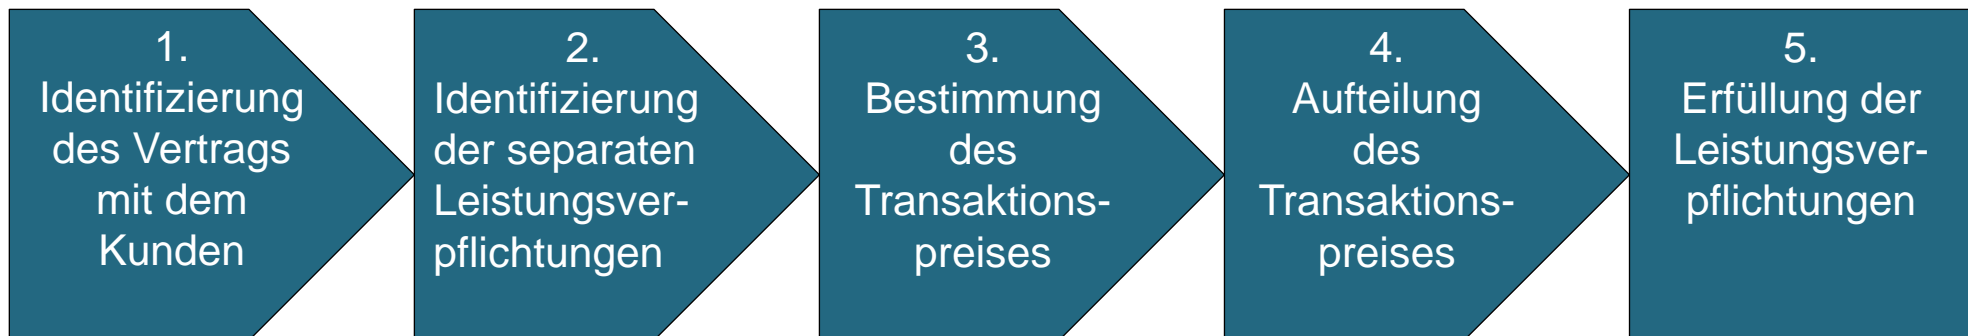 1.
Identifizierung
des Vertrags
mit dem
Kunden
2.
Identifizierung
der separaten
Leistungsver-
pflichtungen
3.
Bestimmung
des
Transaktions-
preises
4.
Aufteilung
des
Transaktions-
preises
5.
Erfüllung der
Leistungsver-
pflichtungen